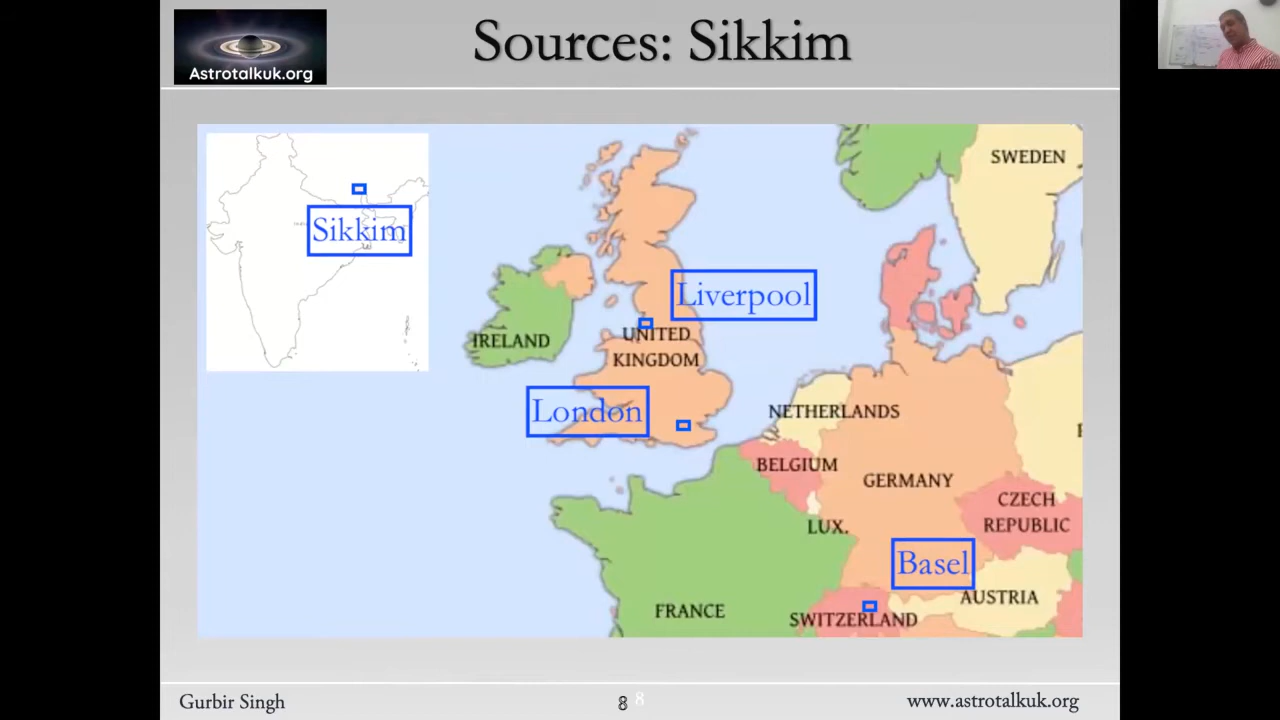 Astrotalkuk.org
Sources: Sikkim
SWEDEN
Sikkim
Liverpool
IRELAND
UNITED
KINGDOM
London
NETHERLANDS
BELGIUM
GERMANY
CZECH
REPUBLIC
LUX.
Basel
FRANCE
SWITZERLAND
AUSTRIA
Gurbir Singh
8
8
www.astrotalkuk.org